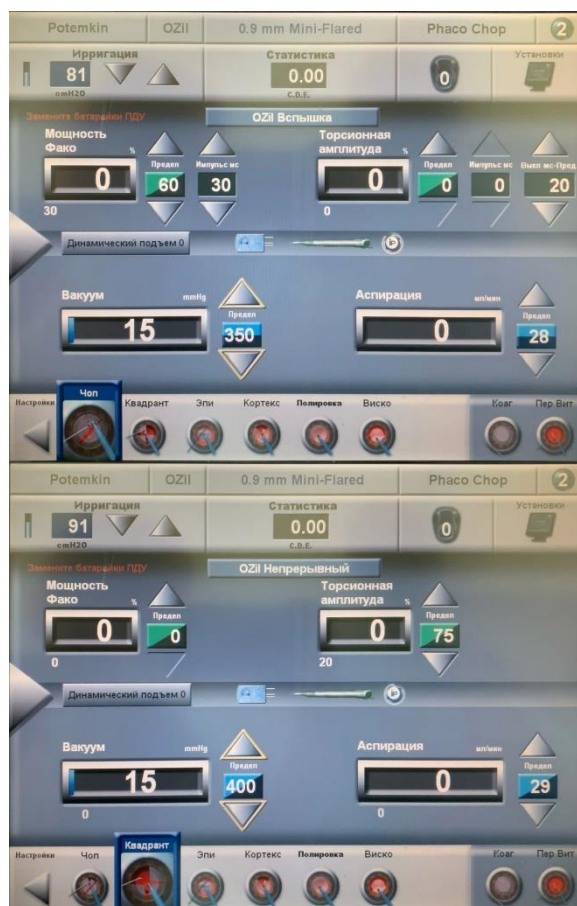 Potemkin OZiL 0.9 mm Mini-Flared Phaco Chop 2
Ирригация Статистика Установки
81 0.00 0
cmH2O C.D.E.
Замените батарейки ПДУ OZiL Вспышка
Мощность Фако % Торсионная амплитуда %
Предел Импульс мс Предел Импульс мс Выкл мс-Пред
0 60 30 0 0 0 20
30 0
Динамический подъем 0
Вакуум mmHg Аспирация мл/мин
Предел Предел
15 350 0 28
Настройки Чоп Квадрант Эпи Кортекс Полировка Виско Коаг Пер Вит
Potemkin OZiL 0.9 mm Mini-Flared Phaco Chop 2
Ирригация Статистика Установки
91 0.00 0
cmH2O C.D.E.
Замените батарейки ПДУ OZiL Непрерывный
Мощность Фако % Торсионная амплитуда %
Предел Предел
0 0 0 75
0 20
Динамический подъем 0
Вакуум mmHg Аспирация мл/мин
Предел Предел
15 400 0 29
0 0
Настройки Чоп Квадрант Эпи Кортекс Полировка Виско Коаг Пер Вит